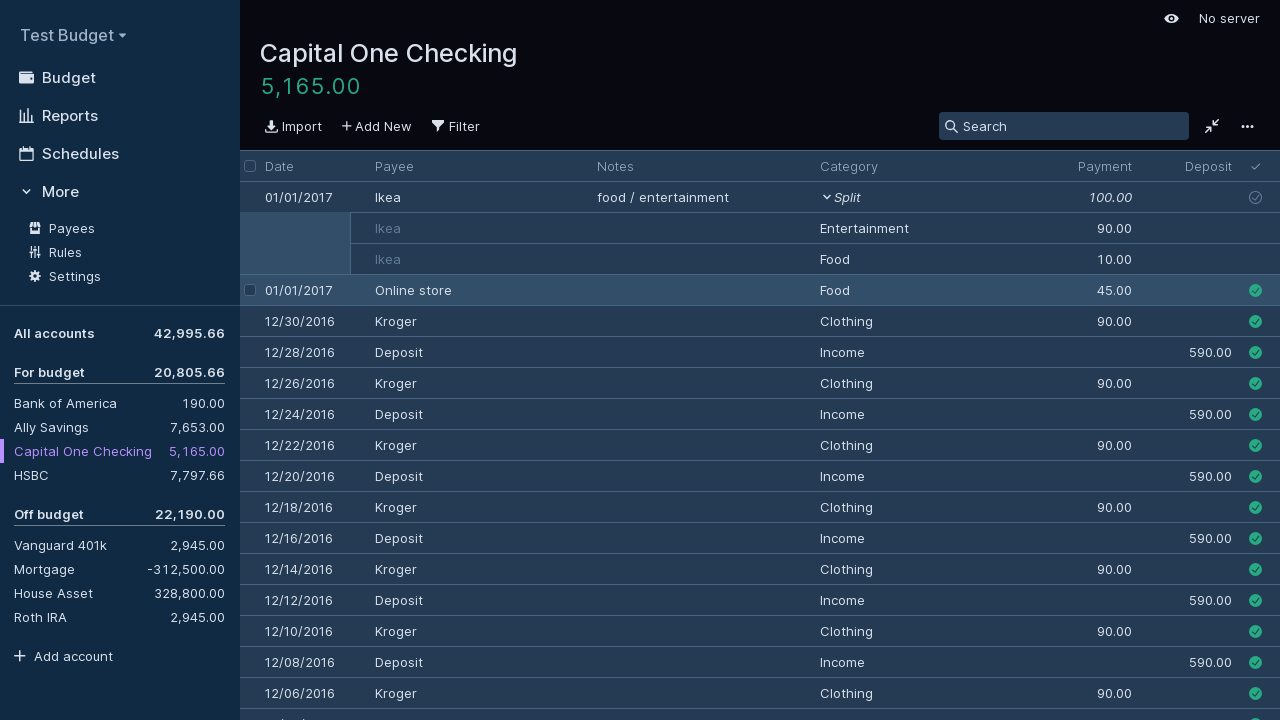 Test Budget
Budget
Reports
Schedules
More
Payees
Rules
Settings
All accounts 42,995.66
For budget 20,805.66
Bank of America 190.00
Ally Savings 7,653.00
Capital One Checking 5,165.00
HSBC 7,797.66
Off budget 22,190.00
Vanguard 401k 2,945.00
Mortgage -312,500.00
House Asset 328,800.00
Roth IRA 2,945.00
Add account
No server
Capital One Checking
5,165.00
Import Add New Filter Search
Date Payee Notes Category Payment Deposit
01/01/2017 Ikea food / entertainment Split 100.00
Ikea Entertainment 90.00
Ikea Food 10.00
01/01/2017 Online store Food 45.00
12/30/2016 Kroger Clothing 90.00
12/28/2016 Deposit Income 590.00
12/26/2016 Kroger Clothing 90.00
12/24/2016 Deposit Income 590.00
12/22/2016 Kroger Clothing 90.00
12/20/2016 Deposit Income 590.00
12/18/2016 Kroger Clothing 90.00
12/16/2016 Deposit Income 590.00
12/14/2016 Kroger Clothing 90.00
12/12/2016 Deposit Income 590.00
12/10/2016 Kroger Clothing 90.00
12/08/2016 Deposit Income 590.00
12/06/2016 Kroger Clothing 90.00